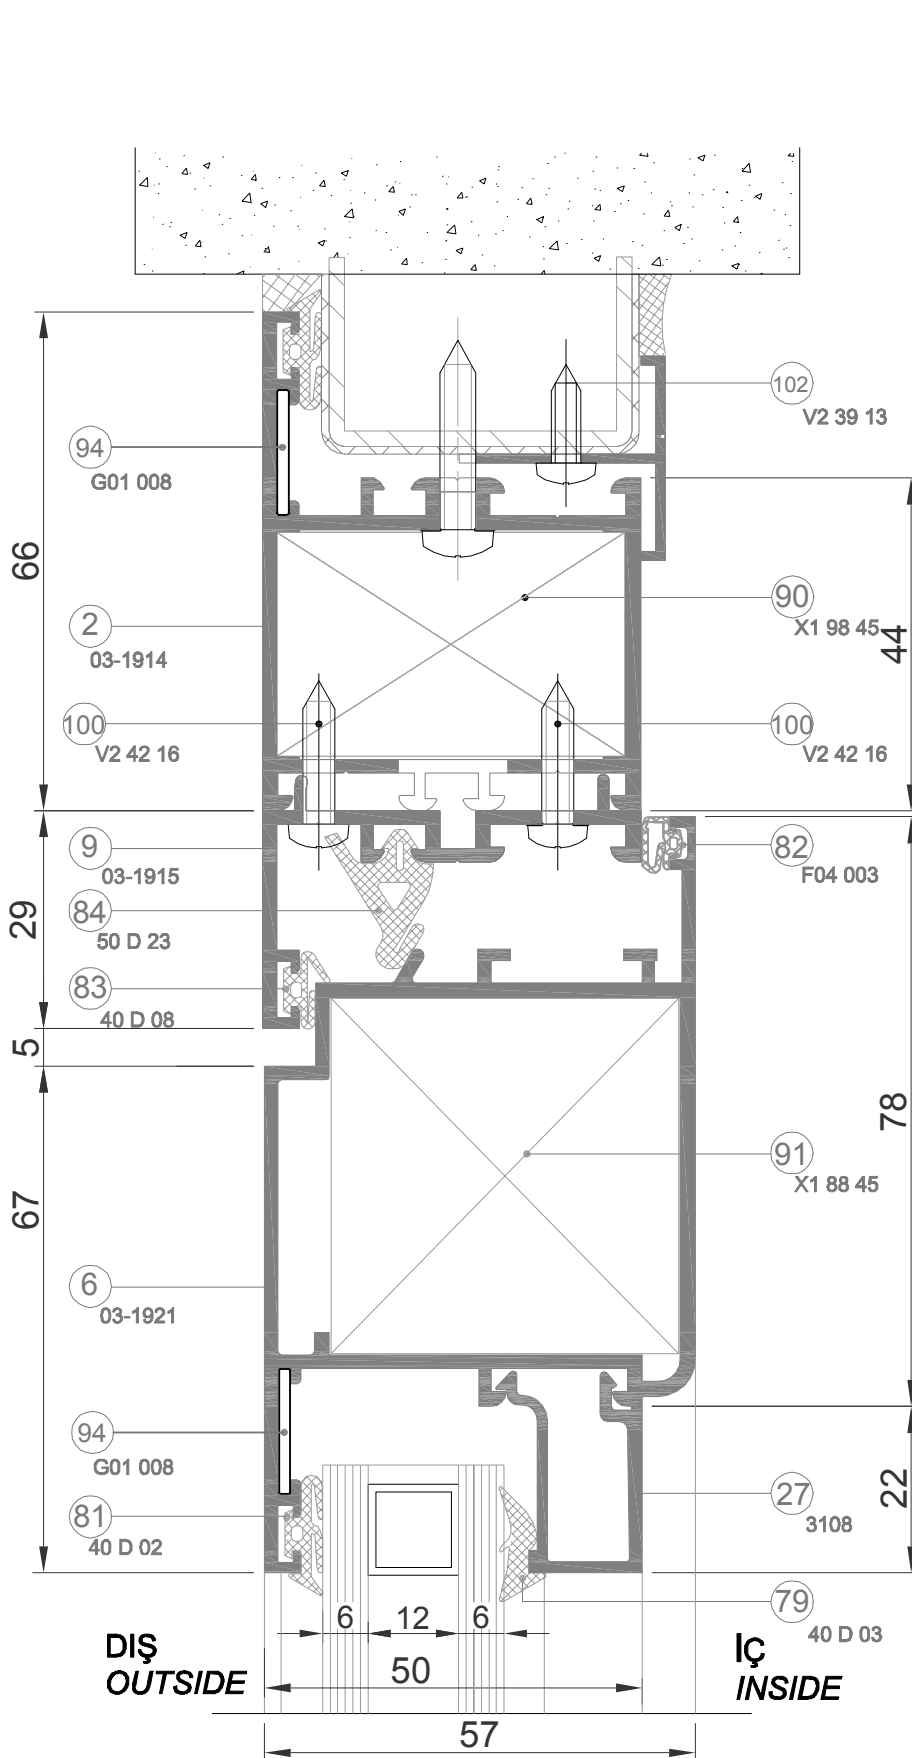 102
V2 39 13
94
G01 008
66
90
X1 98 45
2
03-1914
44
100
V2 42 16
100
V2 42 16
9
03-1915
82
F04 003
84
50 D 23
29
83
40 D 08
5
78
91
X1 88 45
67
6
03-1921
94
G01 008
27
3108
22
81
40 D 02
79
40 D 03
6
12
6
DIŞ
OUTSIDE
İÇ
INSIDE
50
57